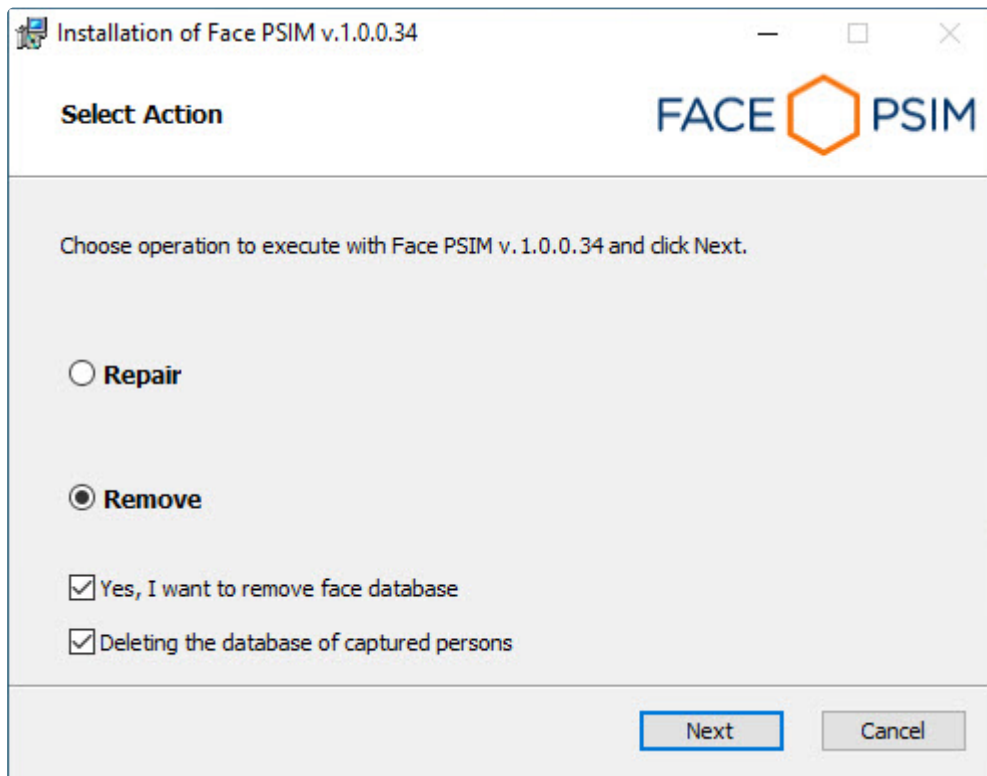 Installation of Face PSIM v.1.0.0.34
Select Action
FACE PSIM
Choose operation to execute with Face PSIM v.1.0.0.34 and click Next.
Repair
Remove
Yes, I want to remove face database
Deleting the database of captured persons
Next Cancel